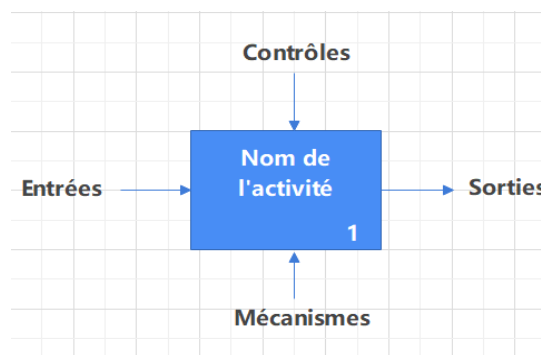 Contrôles
Nom de
l'activité
Entrées
Sorties
1
Mécanismes